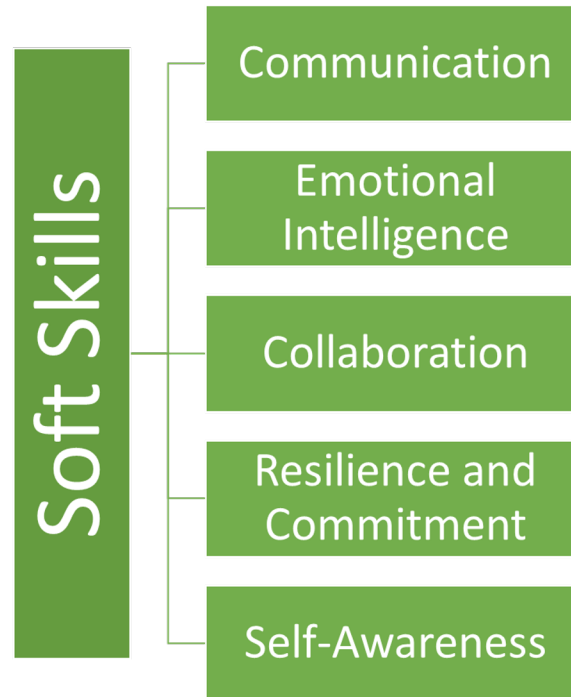 Soft Skills
Communication
Emotional
Intelligence
Collaboration
Resilience and
Commitment
Self-Awareness